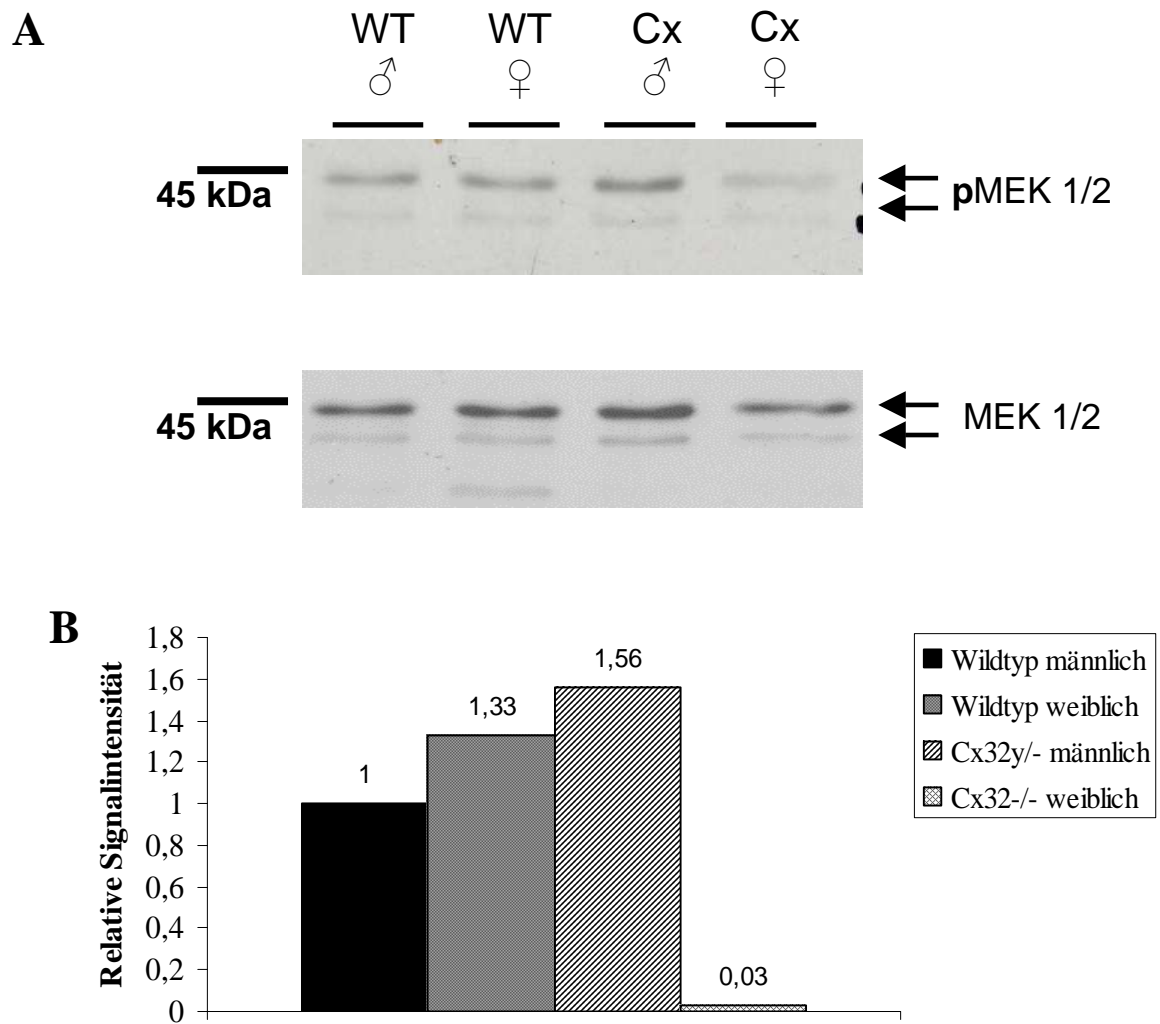 A
WT WT Cx Cx
♂ ♀ ♂ ♀
45 kDa
pMEK 1/2
45 kDa
MEK 1/2
B
Relative Signalintensität
1,8
1,6
1,4
1,2
1
0,8
0,6
0,4
0,2
0
1
1,33
1,56
0,03
Wildtyp männlich
Wildtyp weiblich
Cx32y/- männlich
Cx32-/- weiblich